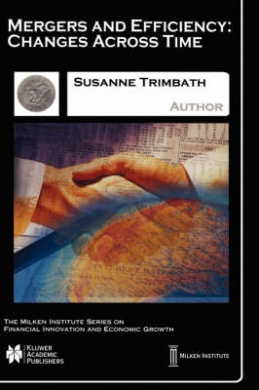 MERGERS AND EFFICIENCY:
CHANGES ACROSS TIME
SUSANNE TRIMBATH
AUTHOR
THE MILKEN INSTITUTE SERIES ON
FINANCIAL INNOVATION AND ECONOMIC GROWTH
KLUWER
ACADEMIC
PUBLISHERS
MILKEN INSTITUTE